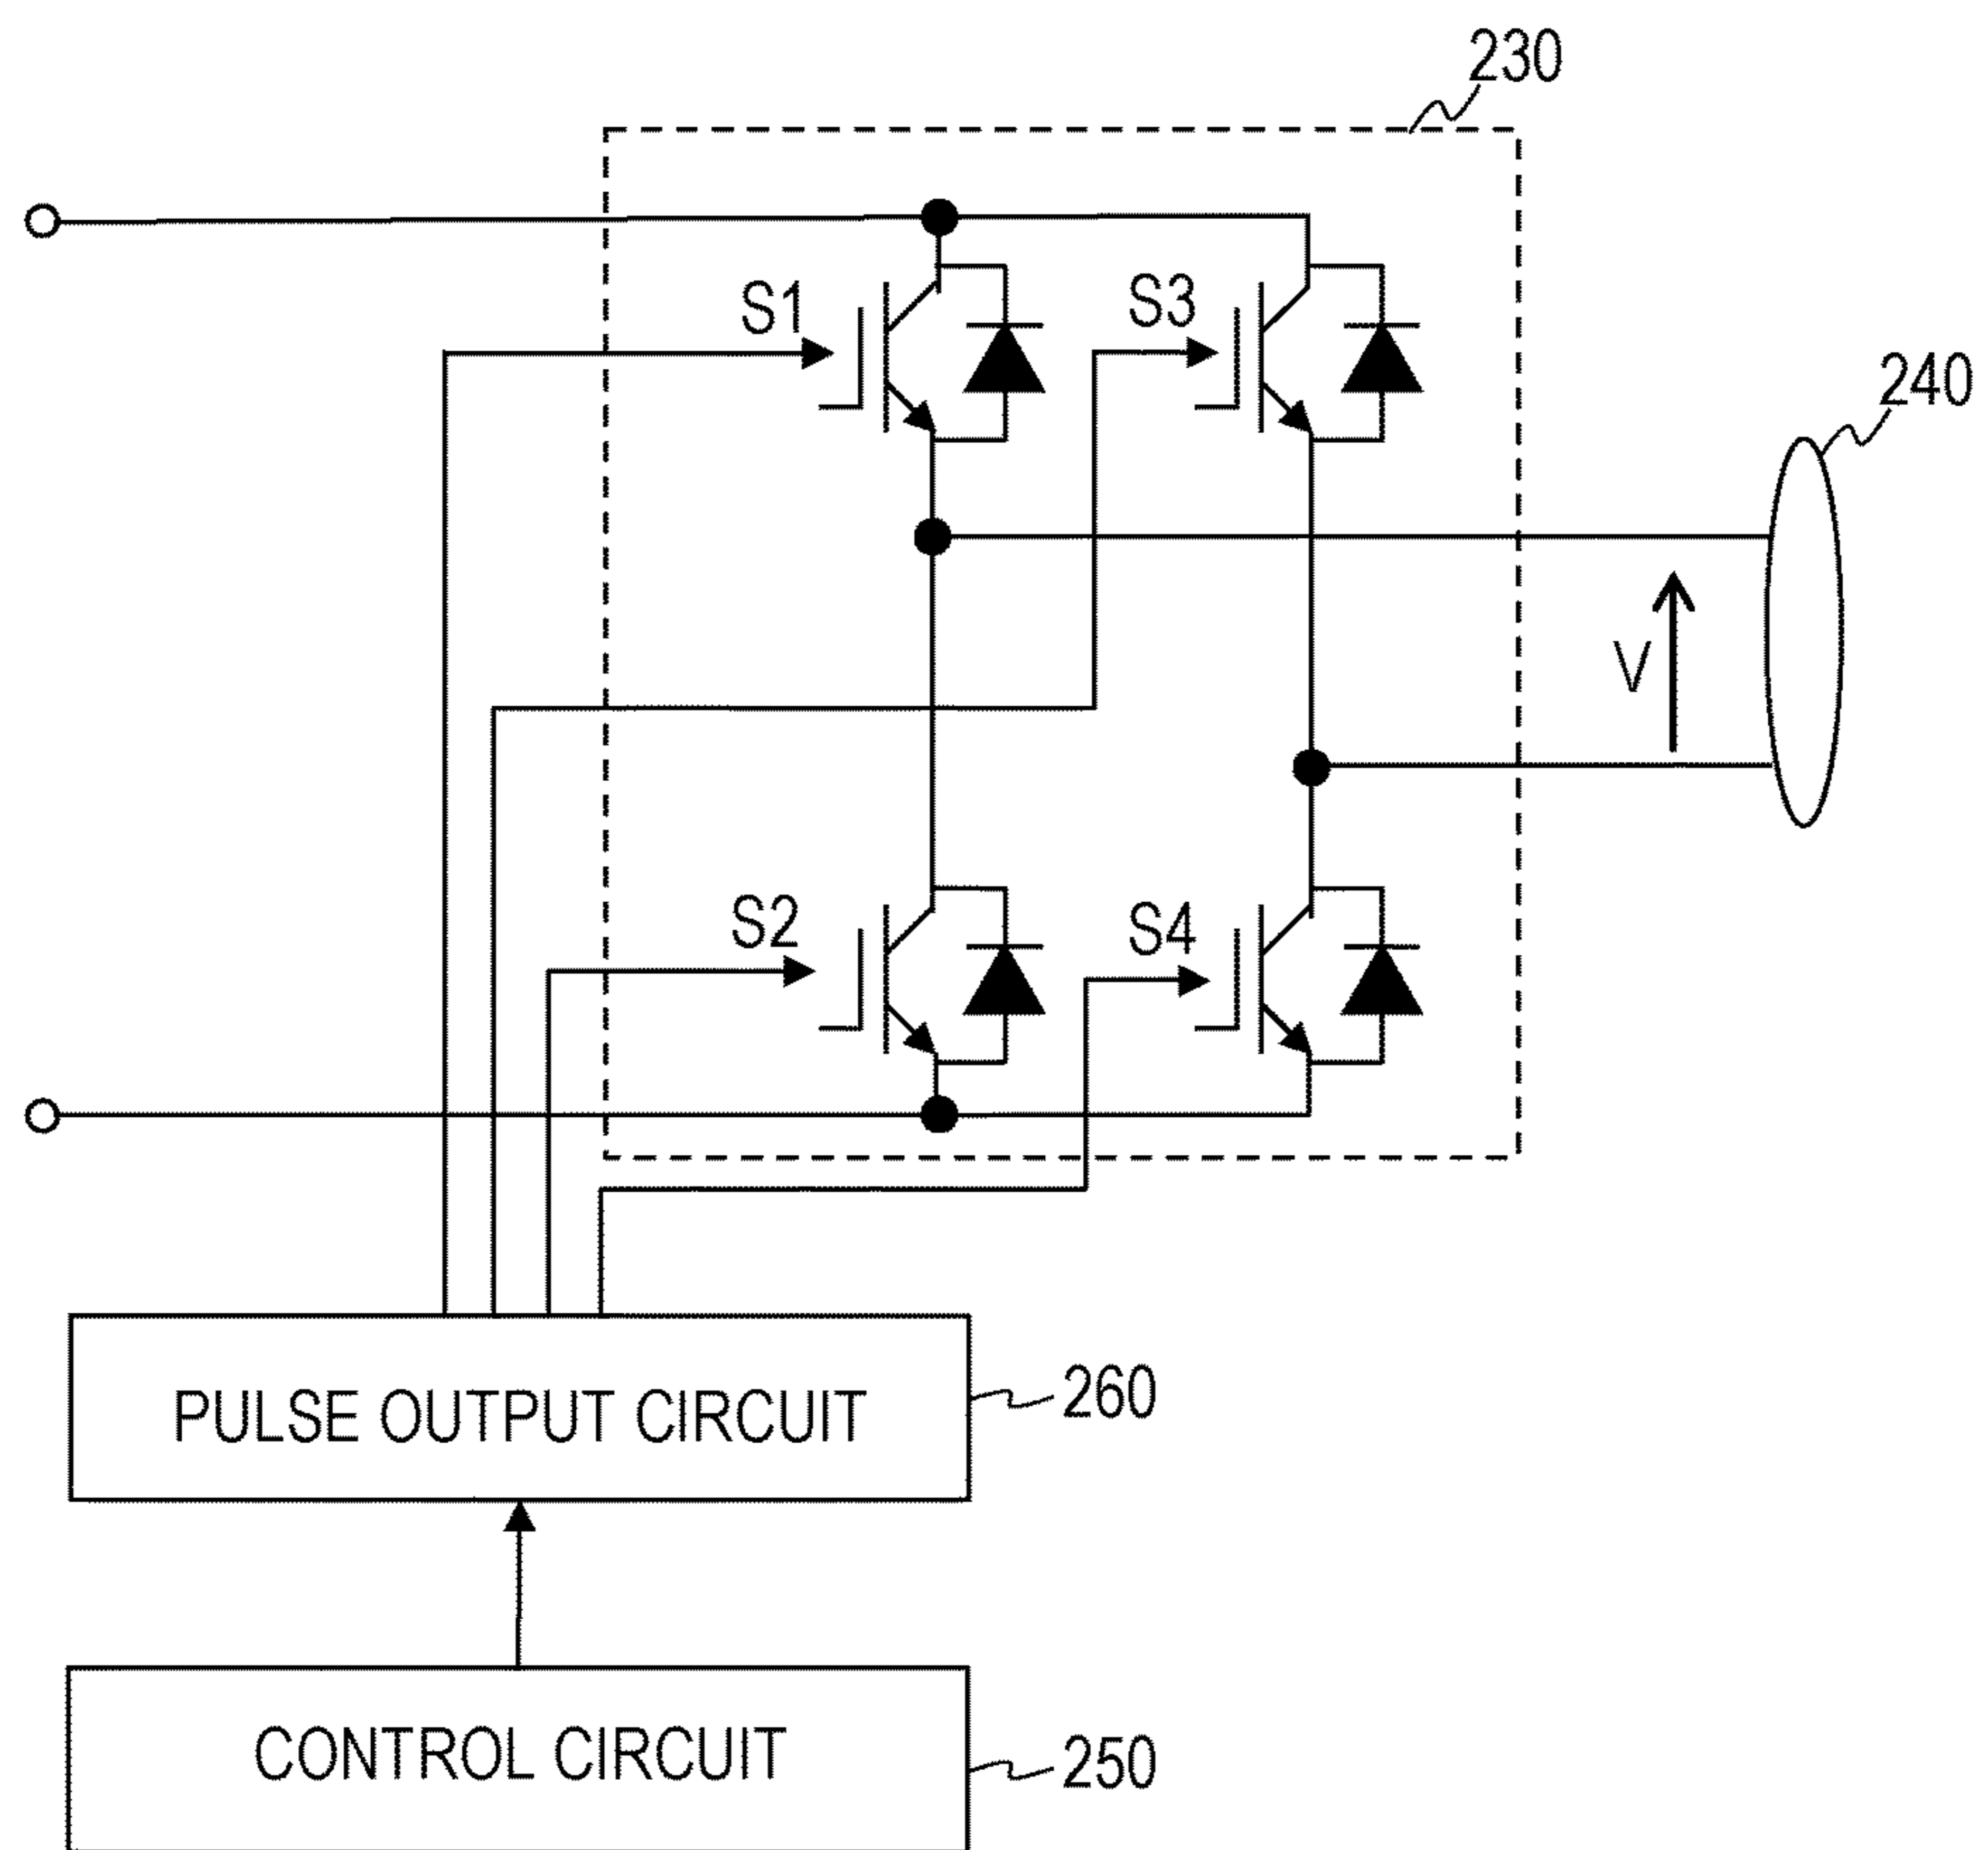 230
S1
S3
240
V
S2
S4
PULSE OUTPUT CIRCUIT
260
CONTROL CIRCUIT
250